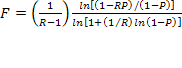 F = (1/(R−1)) ln[(1−RP)/(1−P)] / ln[1+(1/R) ln(1−P)]